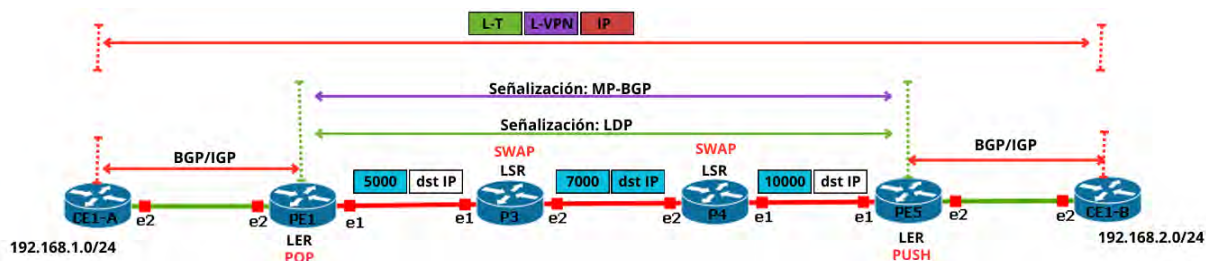 L-T L-VPN IP
Señalización: MP-BGP
Señalización: LDP
BGP/IGP
SWAP
SWAP
BGP/IGP
LSR
LSR
5000 dst IP
7000 dst IP
10000 dst IP
CE1-A
e2
e2
PE1
e1
e1
P3
e2
e2
P4
e1
e1
PE5
e2
e2
CE1-B
192.168.1.0/24
LER
POP
LER
PUSH
192.168.2.0/24